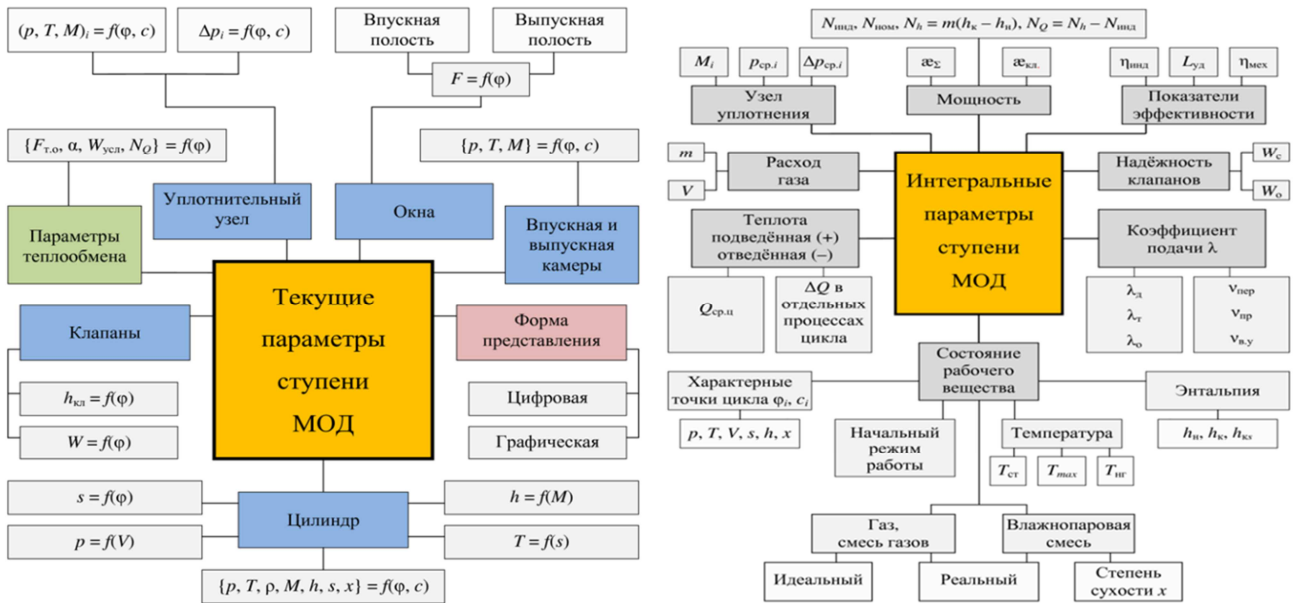 (p, T, M)i = f(φ, c)
Δpi = f(φ, c)
Впускная
полость
Выпускная
полость
F = f(φ)
{Fт.о, α, Wусл, NQ} = f(φ)
{p, T, M} = f(φ, c)
Уплотнительный
узел
Окна
Параметры
теплообмена
Впускная и
выпускная
камеры
Текущие
параметры
ступени
МОД
Клапаны
Форма
представления
hкл = f(φ)
W = f(φ)
Цифровая
Графическая
s = f(φ)
h = f(M)
Цилиндр
p = f(V)
T = f(s)
{p, T, ρ, M, h, s, x} = f(φ, c)
Nинд, Nном, Nh = m(hк – hн), NQ = Nh – Nинд
Mi
pср.i
Δpср.i
æΣ
æкл.
ηинд
Lуд
ηмех
Узел
уплотнения
Мощность
Показатели
эффективности
m
V
Расход
газа
Интегральные
параметры
ступени
МОД
Надёжность
клапанов
Wс
Wо
Теплота
подведённая (+)
отведённая (–)
Коэффициент
подачи λ
Qср.ц
ΔQ в
отдельных
процессах
цикла
λд
λт
λо
νпер
νпр
νв.у
Состояние
рабочего
вещества
Характерные
точки цикла φi, ci
Энтальпия
p, T, V, s, h, x
Начальный
режим
работы
Температура
hн, hк, hкs
Tст
Tmax
Tнг
Газ,
смесь газов
Влажнопаровая
смесь
Идеальный
Реальный
Степень
сухости x